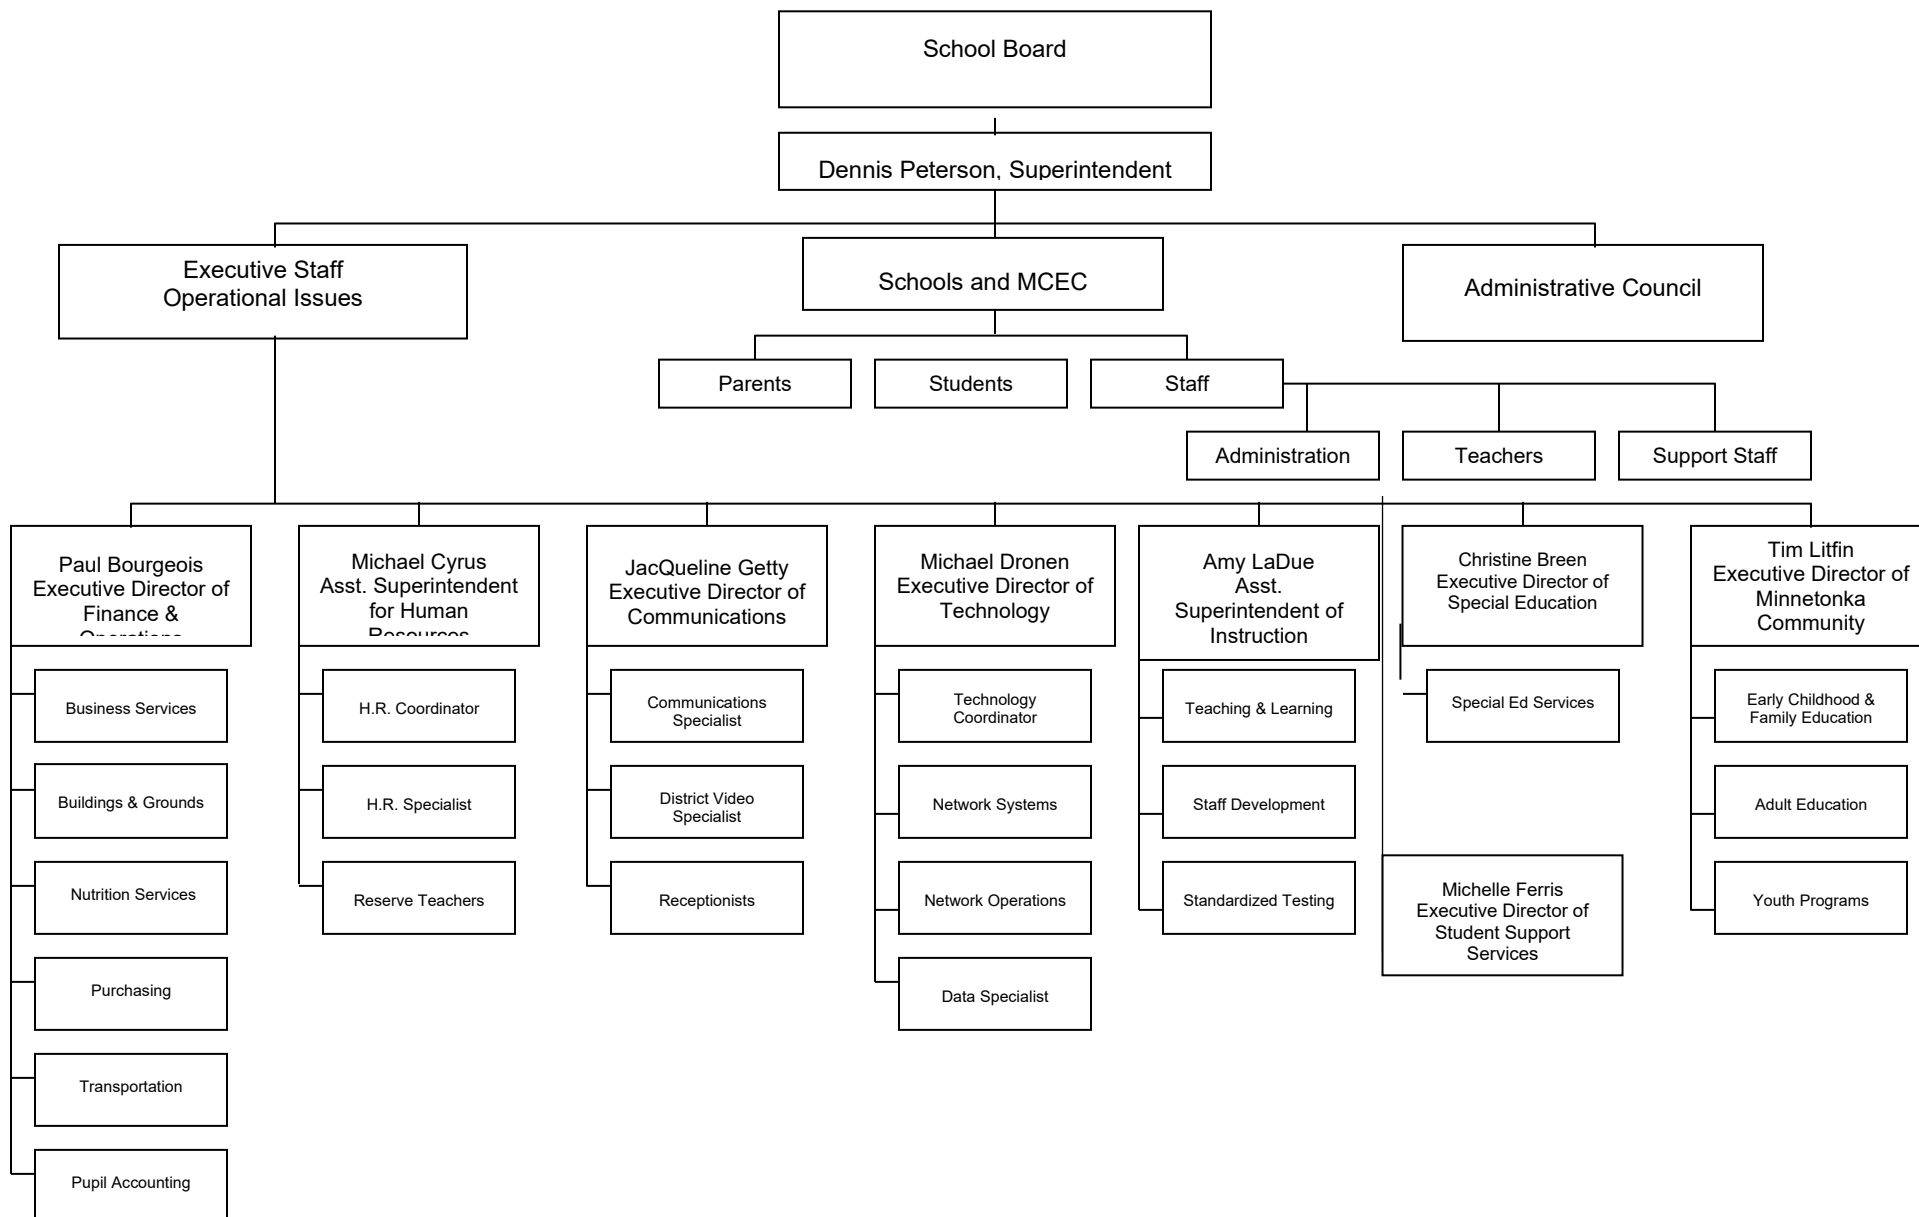 School Board
Dennis Peterson, Superintendent
Executive Staff
Operational Issues
Schools and MCEC
Administrative Council
Parents
Students
Staff
Administration
Teachers
Support Staff
Paul Bourgeois
Executive Director of
Finance &
Operations
Michael Cyrus
Asst. Superintendent
for Human
Resources
JacQueline Getty
Executive Director of
Communications
Michael Dronen
Executive Director of
Technology
Amy LaDue
Asst.
Superintendent of
Instruction
Christine Breen
Executive Director of
Special Education
Tim Litfin
Executive Director of
Minnetonka
Community
Business Services
Buildings & Grounds
Nutrition Services
Purchasing
Transportation
Pupil Accounting
H.R. Coordinator
H.R. Specialist
Reserve Teachers
Communications
Specialist
District Video
Specialist
Receptionists
Technology
Coordinator
Network Systems
Network Operations
Data Specialist
Teaching & Learning
Staff Development
Standardized Testing
Special Ed Services
Michelle Ferris
Executive Director of
Student Support
Services
Early Childhood &
Family Education
Adult Education
Youth Programs